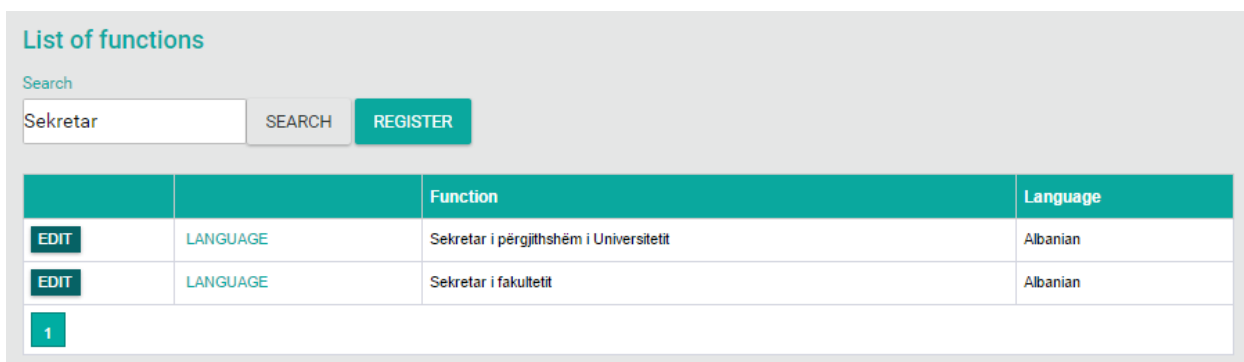 List of functions
Search
Sekretar SEARCH REGISTER
Function Language
EDIT LANGUAGE Sekretar i përgjithshëm i Universitetit Albanian
EDIT LANGUAGE Sekretar i fakultetit Albanian
1